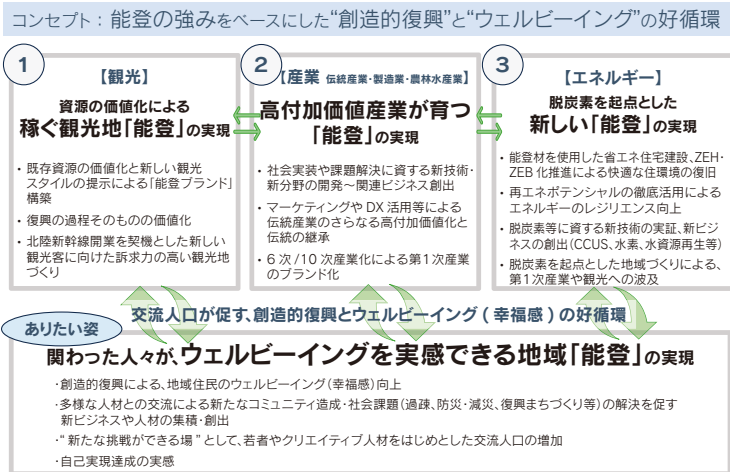 コンセプト：能登の強みをベースにした“創造的復興”と“ウェルビーイング”の好循環
1
【観光】
資源の価値化による
稼ぐ観光地「能登」の実現
・既存資源の価値化と新しい観光
スタイルの提示による「能登ブランド」
構築
・復興の過程そのものの価値化
・北陸新幹線開業を契機とした新しい
観光客に向けた訴求力の高い観光地
づくり
2
【産業 伝統産業・製造業・農林水産業】
高付加価値産業が育つ
「能登」の実現
・社会実装や課題解決に資する新技術・
新分野の開発～関連ビジネス創出
・マーケティングや DX 活用等による
伝統産業のさらなる高付加価値化と
伝統の継承
・6 次 /10 次産業化による第1次産業
のブランド化
3
【エネルギー】
脱炭素を起点とした
新しい「能登」の実現
・能登材を使用した省エネ住宅建設、ZEH・
ZEB 化推進による快適な住環境の復旧
・再エネポテンシャルの徹底活用による
エネルギーのレジリエンス向上
・脱炭素等に資する新技術の実証、新ビジ
ネスの創出（CCUS、水素、水資源再生等）
・脱炭素を起点とした地域づくりによる、
第1次産業や観光への波及
交流人口が促す、創造的復興とウェルビーイング ( 幸福感 ) の好循環
ありたい姿
関わった人々が、ウェルビーイングを実感できる地域「能登」の実現
・創造的復興による、地域住民のウェルビーイング（幸福感）向上
・多様な人材との交流による新たなコミュニティ造成・社会課題（過疎、防災・減災、復興まちづくり等）の解決を促す
新ビジネスや人材の集積・創出
・“ 新たな挑戦ができる場 ” として、若者やクリエイティブ人材をはじめとした交流人口の増加
・自己実現達成の実感